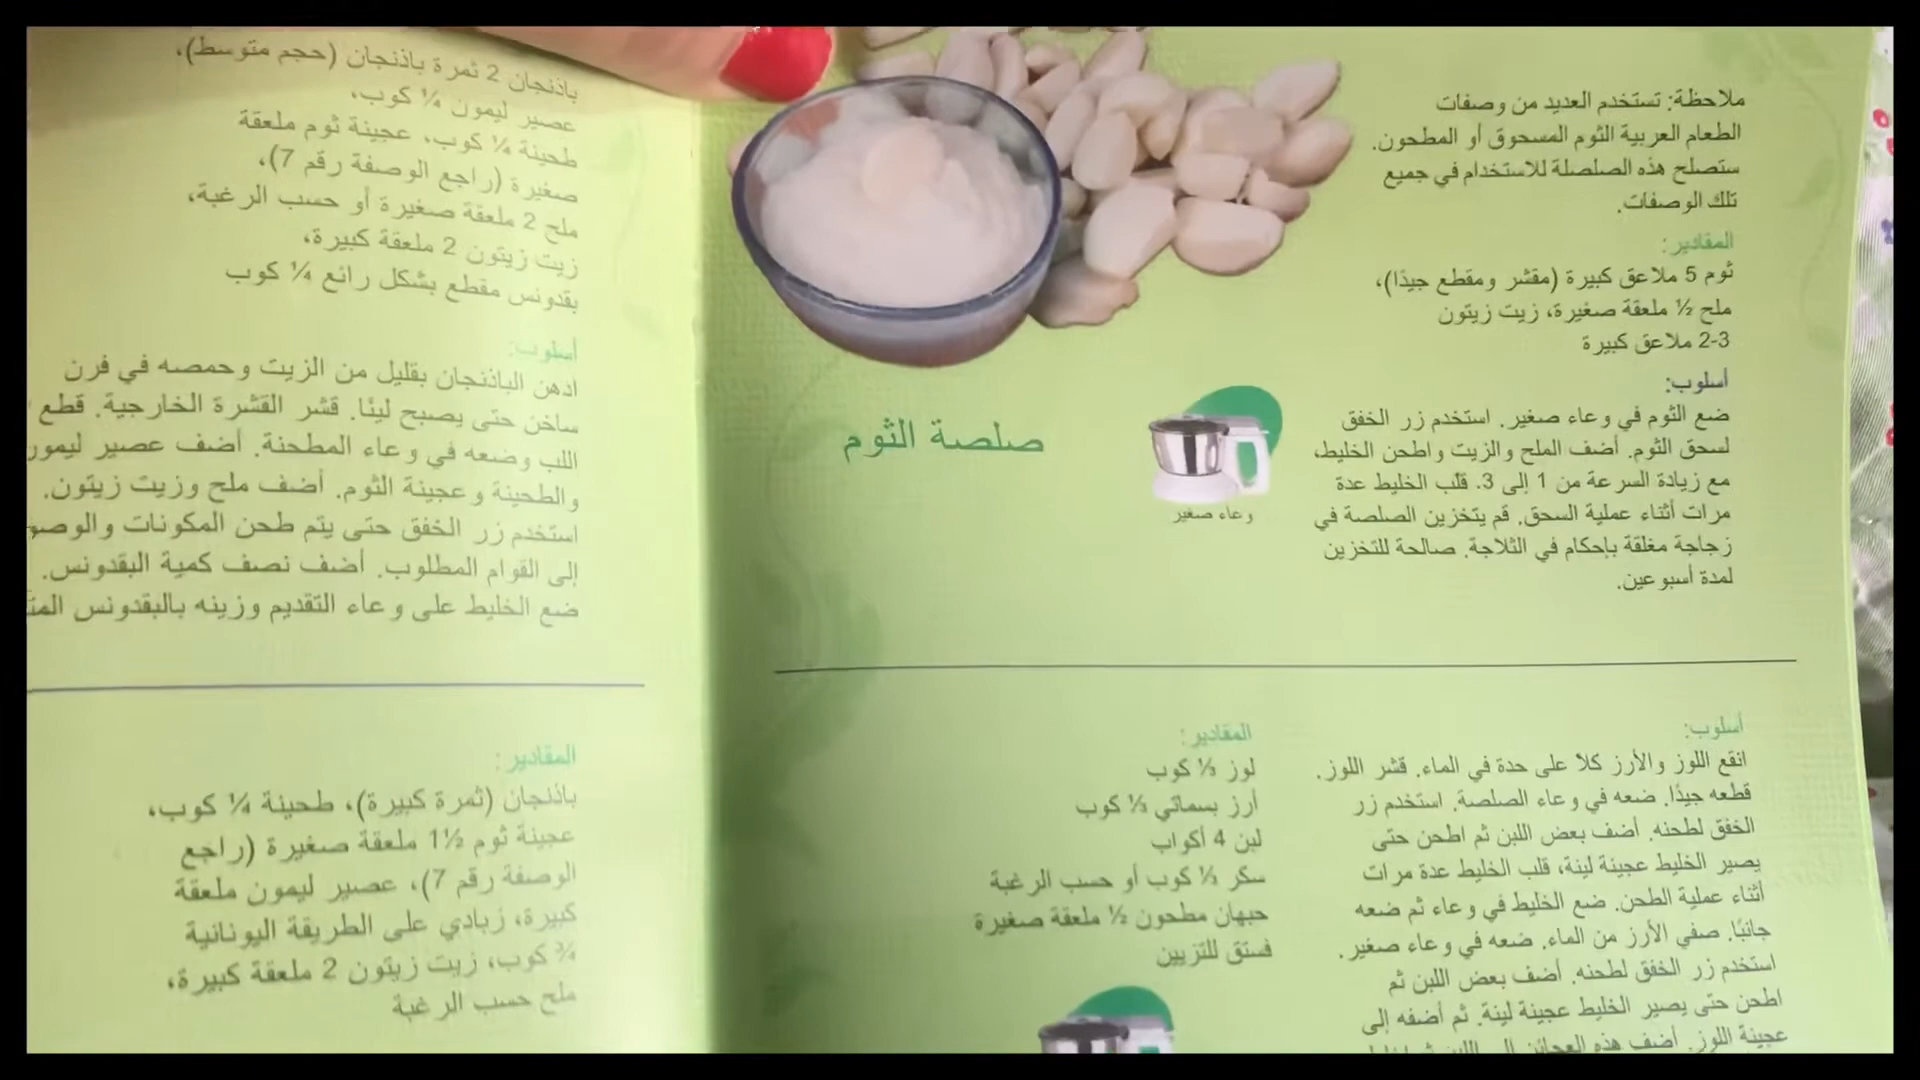 ملاحظة: تستخدم العديد من وصفات
الطعام العربية الثوم المسحوق أو المطحون.
ستصلح هذه الصلصلة للاستخدام في جميع
تلك الوصفات.
المقادير:
ثوم 5 ملاعق كبيرة (مقشر ومقطع جيدًا)،
ملح ½ ملعقة صغيرة، زيت زيتون
2-3 ملاعق كبيرة
أسلوب:
ضع الثوم في وعاء صغير. استخدم زر الخفق
لسحق الثوم. أضف الملح والزيت واطحن الخليط،
مع زيادة السرعة من 1 إلى 3. قلب الخليط عدة
مرات أثناء عملية السحق. قم يتخزين الصلصة في
زجاجة مغلقة بإحكام في الثلاجة. صالحة للتخزين
لمدة أسبوعين.
صلصة الثوم
وعاء صغير
أسلوب:
انقع اللوز والأرز كلاً على حدة في الماء. قشر اللوز.
قطعه جيدًا. ضعه في وعاء الصلصة. استخدم زر
الخفق لطحنه. أضف بعض اللبن ثم اطحن حتى
يصير الخليط عجينة لينة، قلب الخليط عدة مرات
أثناء عملية الطحن. ضع الخليط في وعاء ثم ضعه
جانبًا. صفي الأرز من الماء. ضعه في وعاء صغير.
استخدم زر الخفق لطحنه. أضف بعض اللبن ثم
اطحن حتى يصير الخليط عجينة لينة. ثم أضفه إلى
عجينة اللوز. أضف هذه العجائن إلى اللبن
المقادير:
لوز ⅓ كوب
أرز بسماتي ⅓ كوب
لبن 4 أكواب
سكر ⅓ كوب أو حسب الرغبة
حبهان مطحون ½ ملعقة صغيرة
فستق للتزيين
باذنجان 2 ثمرة باذنجان (حجم متوسط)،
عصير ليمون ¼ كوب،
طحينة ¼ كوب، عجينة ثوم ملعقة
صغيرة (راجع الوصفة رقم 7)،
ملح 2 ملعقة صغيرة أو حسب الرغبة،
زيت زيتون 2 ملعقة كبيرة،
بقدونس مقطع بشكل رائع ¼ كوب
أسلوب:
ادهن الباذنجان بقليل من الزيت وحمصه في فرن
ساخن حتى يصبح لينًا. قشر القشرة الخارجية. قطع
اللب وضعه في وعاء المطحنة. أضف عصير ليمون
والطحينة وعجينة الثوم. أضف ملح وزيت زيتون.
استخدم زر الخفق حتى يتم طحن المكونات والوصو
إلى القوام المطلوب. أضف نصف كمية البقدونس.
ضع الخليط على وعاء التقديم وزينه بالبقدونس
المقادير:
باذنجان (ثمرة كبيرة)، طحينة ¼ كوب،
عجينة ثوم 1½ ملعقة صغيرة (راجع
الوصفة رقم 7)، عصير ليمون ملعقة
كبيرة، زبادي على الطريقة اليونانية
¾ كوب، زيت زيتون 2 ملعقة كبيرة،
ملح حسب الرغبة